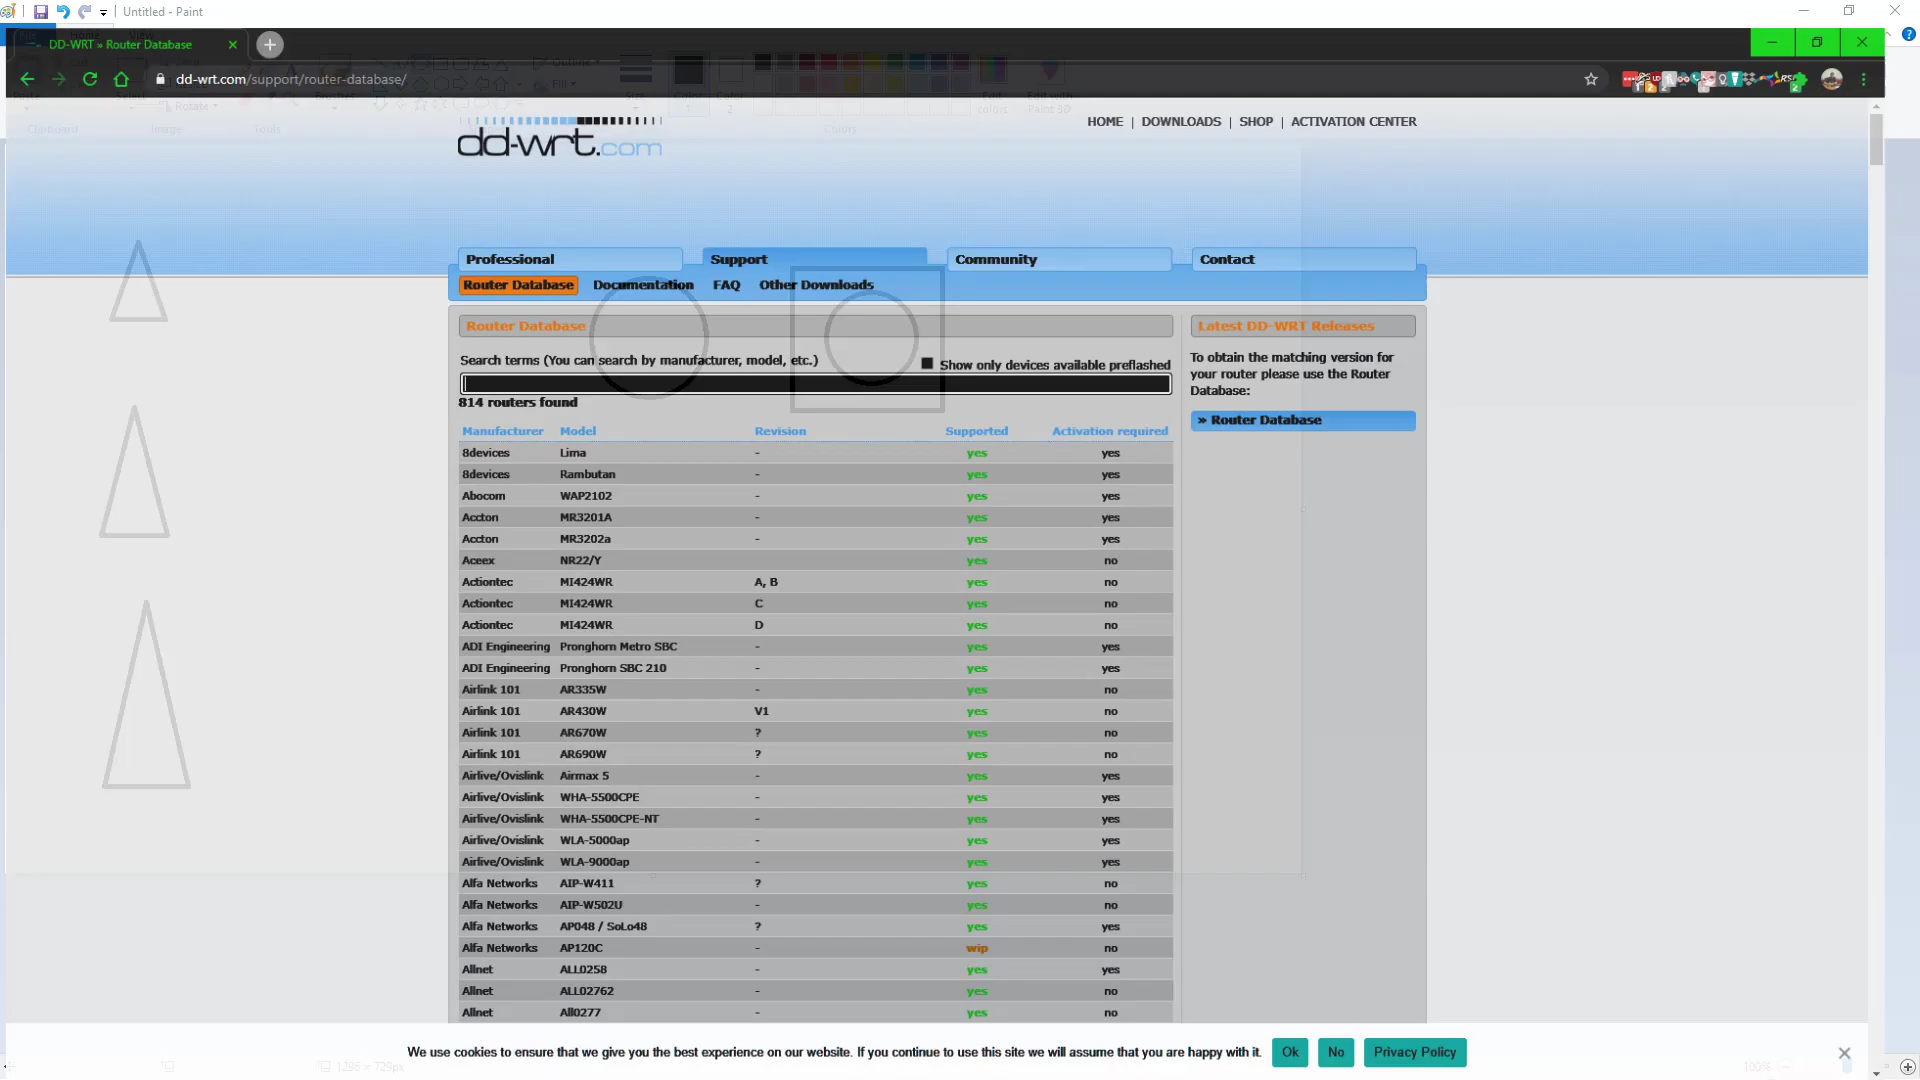 Untitled - Paint
DD-WRT » Router Database
dd-wrt.com/support/router-database/
Rotate
Clipboard
Image
Tools
dd-wrt.com
HOME | DOWNLOADS | SHOP | ACTIVATION CENTER
Professional
Support
Community
Contact
Router Database
Documentation
FAQ
Other Downloads
Router Database
Search terms (You can search by manufacturer, model, etc.)
Show only devices available preflashed
814 routers found
Manufacturer Model Revision Supported Activation required
8devices Lima - yes yes
8devices Rambutan - yes yes
Abocom WAP2102 - yes yes
Accton MR3201A - yes yes
Accton MR3202a - yes yes
Aceex NR22/Y yes no
Actiontec MI424WR A, B yes no
Actiontec MI424WR C yes no
Actiontec MI424WR D yes no
ADI Engineering Pronghorn Metro SBC - yes yes
ADI Engineering Pronghorn SBC 210 - yes yes
Airlink 101 AR335W - yes no
Airlink 101 AR430W V1 yes no
Airlink 101 AR670W ? yes no
Airlink 101 AR690W ? yes no
Airlive/Ovislink Airmax 5 - yes yes
Airlive/Ovislink WHA-5500CPE - yes yes
Airlive/Ovislink WHA-5500CPE-NT - yes yes
Airlive/Ovislink WLA-5000ap - yes yes
Airlive/Ovislink WLA-9000ap - yes yes
Alfa Networks AIP-W411 ? yes no
Alfa Networks AIP-W502U - yes no
Alfa Networks AP048 / SoLo48 ? yes yes
Alfa Networks AP120C - wip no
Allnet ALL0258 - yes yes
Allnet ALL02762 - yes no
Allnet All0277 - yes no
Latest DD-WRT Releases
To obtain the matching version for
your router please use the Router
Database:
» Router Database
We use cookies to ensure that we give you the best experience on our website. If you continue to use this site we will assume that you are happy with it.
Ok
No
Privacy Policy
1296 × 729px
100%